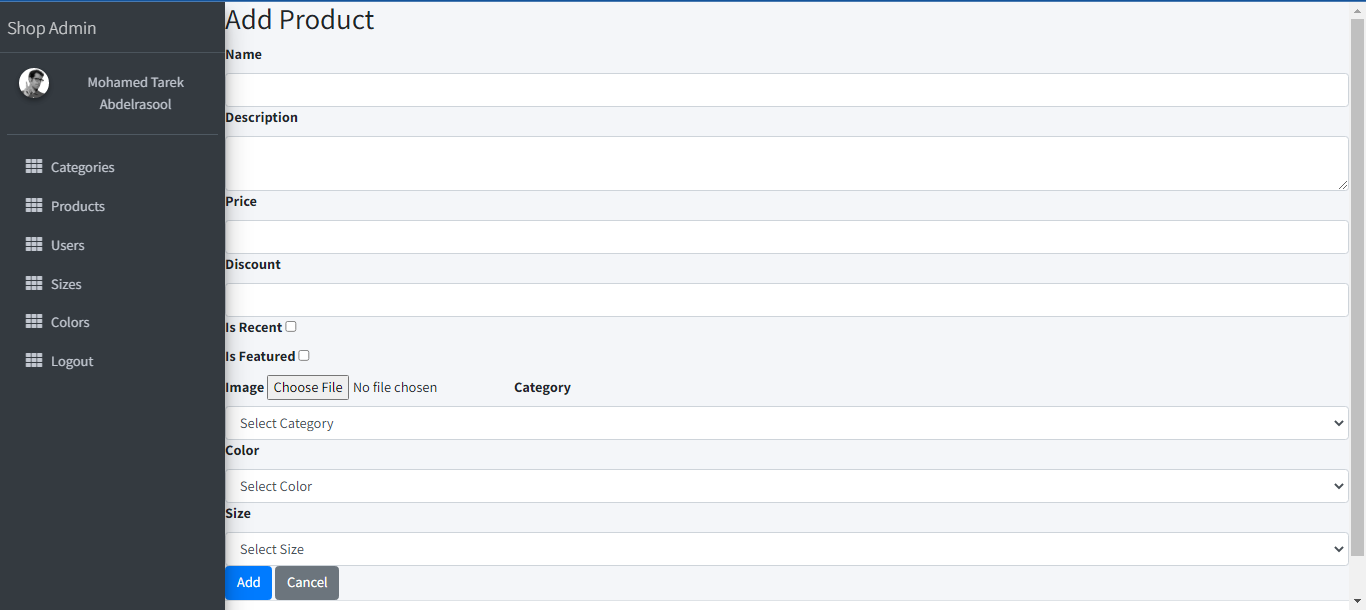 Shop Admin
Mohamed Tarek
Abdelrasool
Categories
Products
Users
Sizes
Colors
Logout
Add Product
Name
Description
Price
Discount
Is Recent
Is Featured
Image Choose File No file chosen Category
Select Category
Color
Select Color
Size
Select Size
Add Cancel